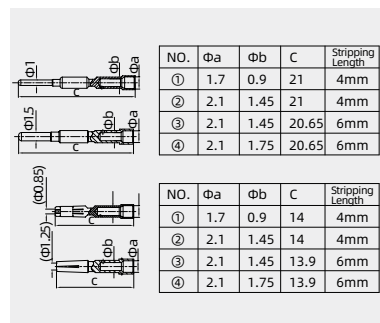 Φ1
Φb
Φa
C
Φ1.5
Φb
Φa
C
NO. Φa Φb C Stripping Length
① 1.7 0.9 21 4mm
② 2.1 1.45 21 4mm
③ 2.1 1.45 20.65 6mm
④ 2.1 1.75 20.65 6mm
(Φ0.85)
C
(Φ1.25)
Φb
Φa
C
NO. Φa Φb C Stripping Length
① 1.7 0.9 14 4mm
② 2.1 1.45 14 4mm
③ 2.1 1.45 13.9 6mm
④ 2.1 1.75 13.9 6mm